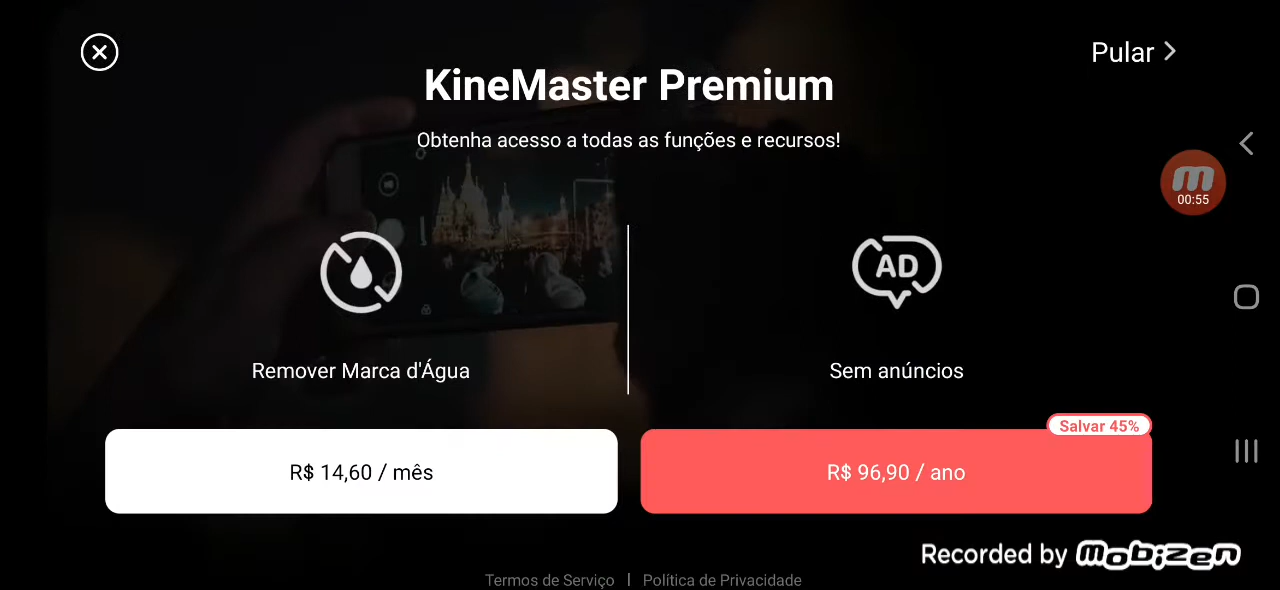 Pular
KineMaster Premium
Obtenha acesso a todas as funções e recursos!
m
00:55
AD
Remover Marca d'Água
Sem anúncios
Salvar 45%
R$ 14,60 / mês
R$ 96,90 / ano
Recorded by Mobizen
Termos de Serviço | Política de Privacidade